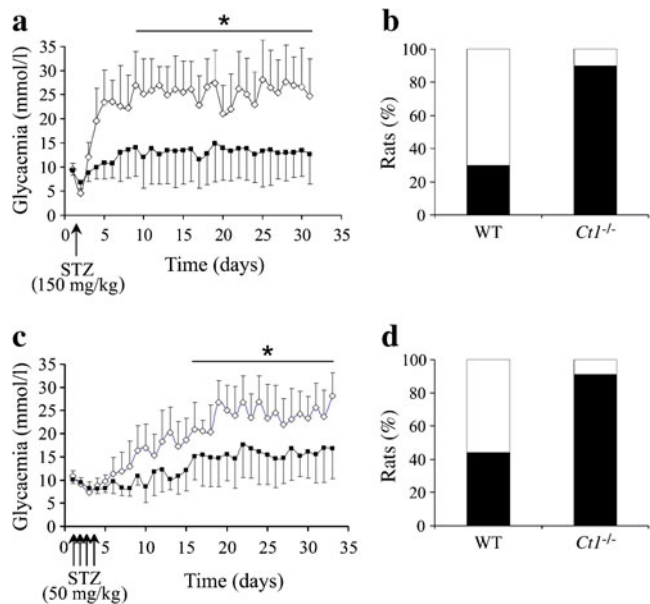 a
*
Glycaemia (mmol/l)
35
30
25
20
15
10
5
0
0 5 10 15 20 25 30 35
STZ
(150 mg/kg)
Time (days)
b
Rats (%)
100
80
60
40
20
0
WT
Ct1-/-
c
*
Glycaemia (mmol/l)
35
30
25
20
15
10
5
0
0 5 10 15 20 25 30 35
STZ
(50 mg/kg)
Time (days)
d
Rats (%)
100
80
60
40
20
0
WT
Ct1-/-